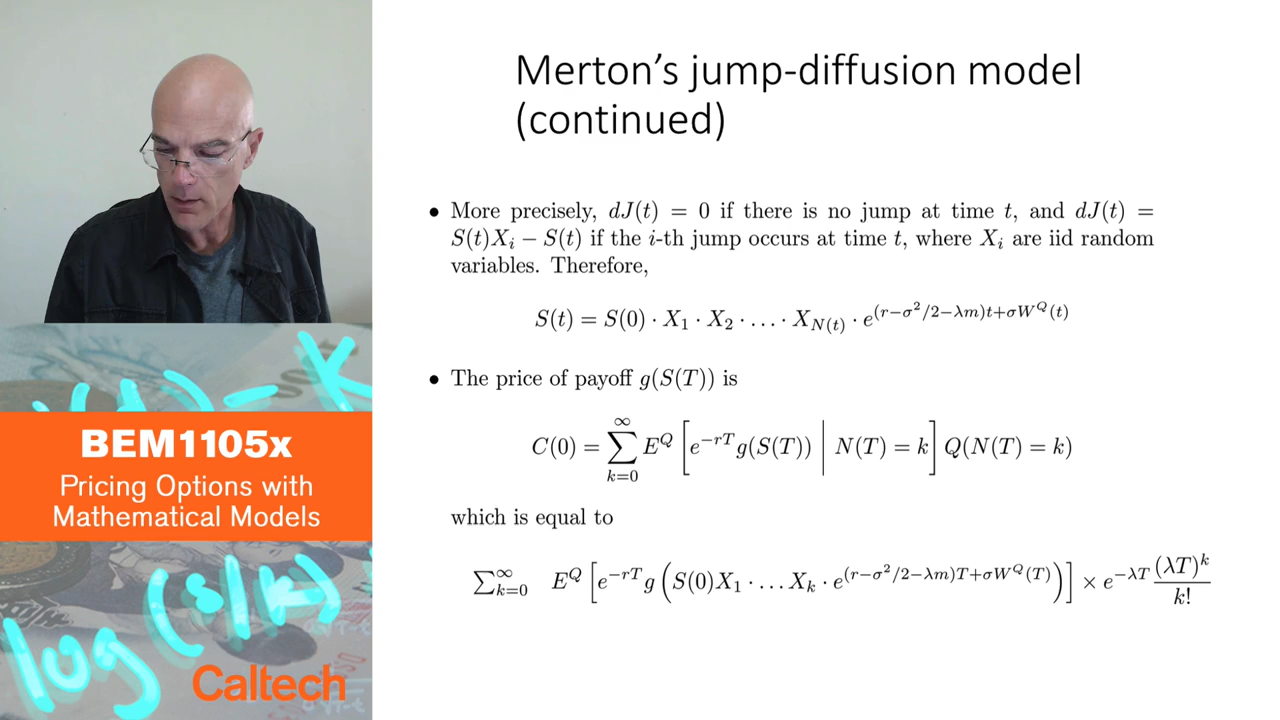 Merton's jump-diffusion model
(continued)
• More precisely, dJ(t) = 0 if there is no jump at time t, and dJ(t) =
S(t)X_i − S(t) if the i-th jump occurs at time t, where X_i are iid random
variables. Therefore,
S(t) = S(0) · X_1 · X_2 · … · X_{N(t)} · e^{(r−σ^2/2−λm)t+σW^Q(t)}
• The price of payoff g(S(T)) is
C(0) = ∑_{k=0}^{∞} E^Q [e^{−rT} g(S(T)) | N(T) = k] Q(N(T) = k)
which is equal to
∑_{k=0}^{∞} E^Q [e^{−rT} g (S(0)X_1 · … X_k · e^{(r−σ^2/2−λm)T+σW^Q(T)})] × e^{−λT} (λT)^k / k!
BEM1105x
Pricing Options with
Mathematical Models
log(s/k)
Caltech